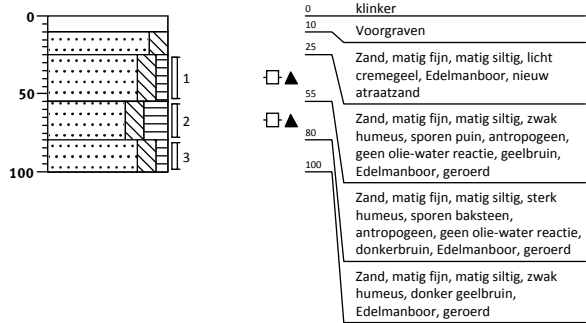 0
50
100
1
2
3
0
klinker
10
Voorgraven
25
Zand, matig fijn, matig siltig, licht
cremegeel, Edelmanboor, nieuw
atraatzand
55
Zand, matig fijn, matig siltig, zwak
humeus, sporen puin, antropogeen,
geen olie-water reactie, geelbruin,
Edelmanboor, geroerd
80
Zand, matig fijn, matig siltig, sterk
humeus, sporen baksteen,
antropogeen, geen olie-water reactie,
donkerbruin, Edelmanboor, geroerd
100
Zand, matig fijn, matig siltig, zwak
humeus, donker geelbruin,
Edelmanboor, geroerd